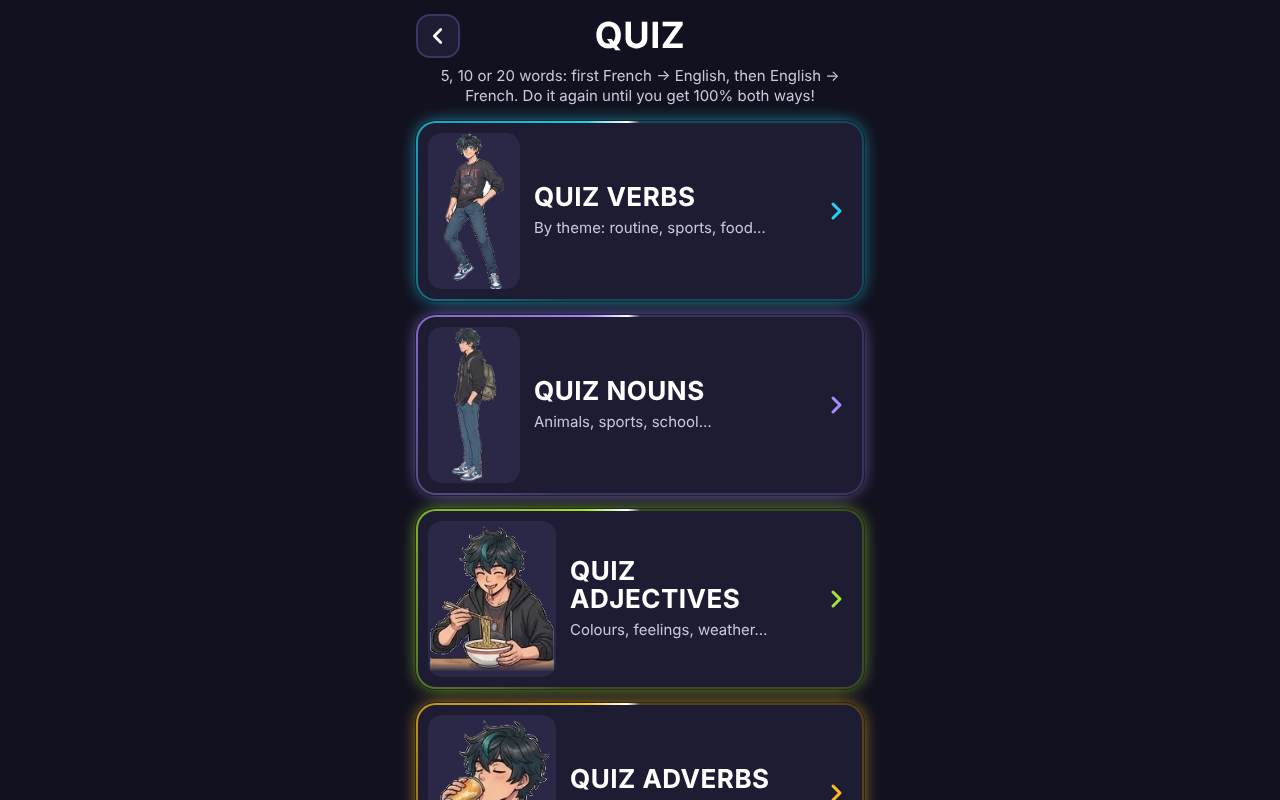 QUIZ
5, 10 or 20 words: first French → English, then English →
French. Do it again until you get 100% both ways!
QUIZ VERBS
By theme: routine, sports, food...
QUIZ NOUNS
Animals, sports, school...
QUIZ
ADJECTIVES
Colours, feelings, weather...
QUIZ ADVERBS